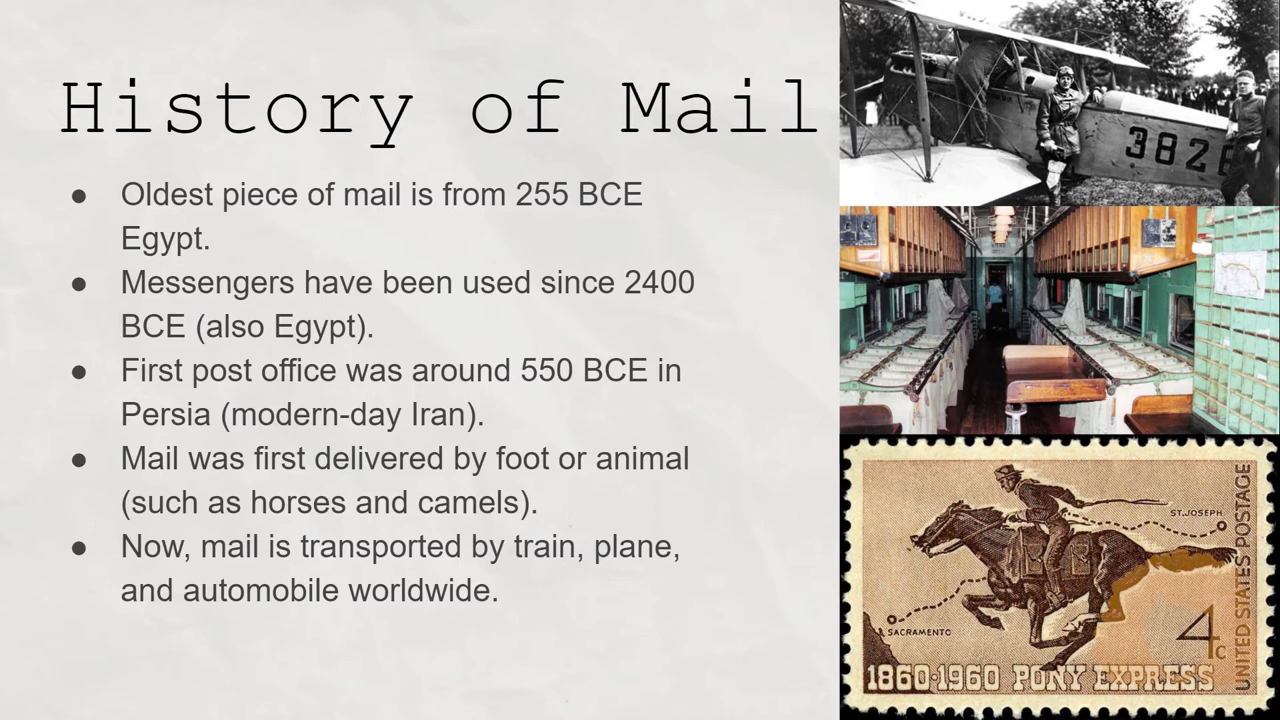 History of Mail
● Oldest piece of mail is from 255 BCE
Egypt.
● Messengers have been used since 2400
BCE (also Egypt).
● First post office was around 550 BCE in
Persia (modern-day Iran).
● Mail was first delivered by foot or animal
(such as horses and camels).
● Now, mail is transported by train, plane,
and automobile worldwide.
3826
ST. JOSEPH
SACRAMENTO
4c
UNITED STATES POSTAGE
1860·1960 PONY EXPRESS